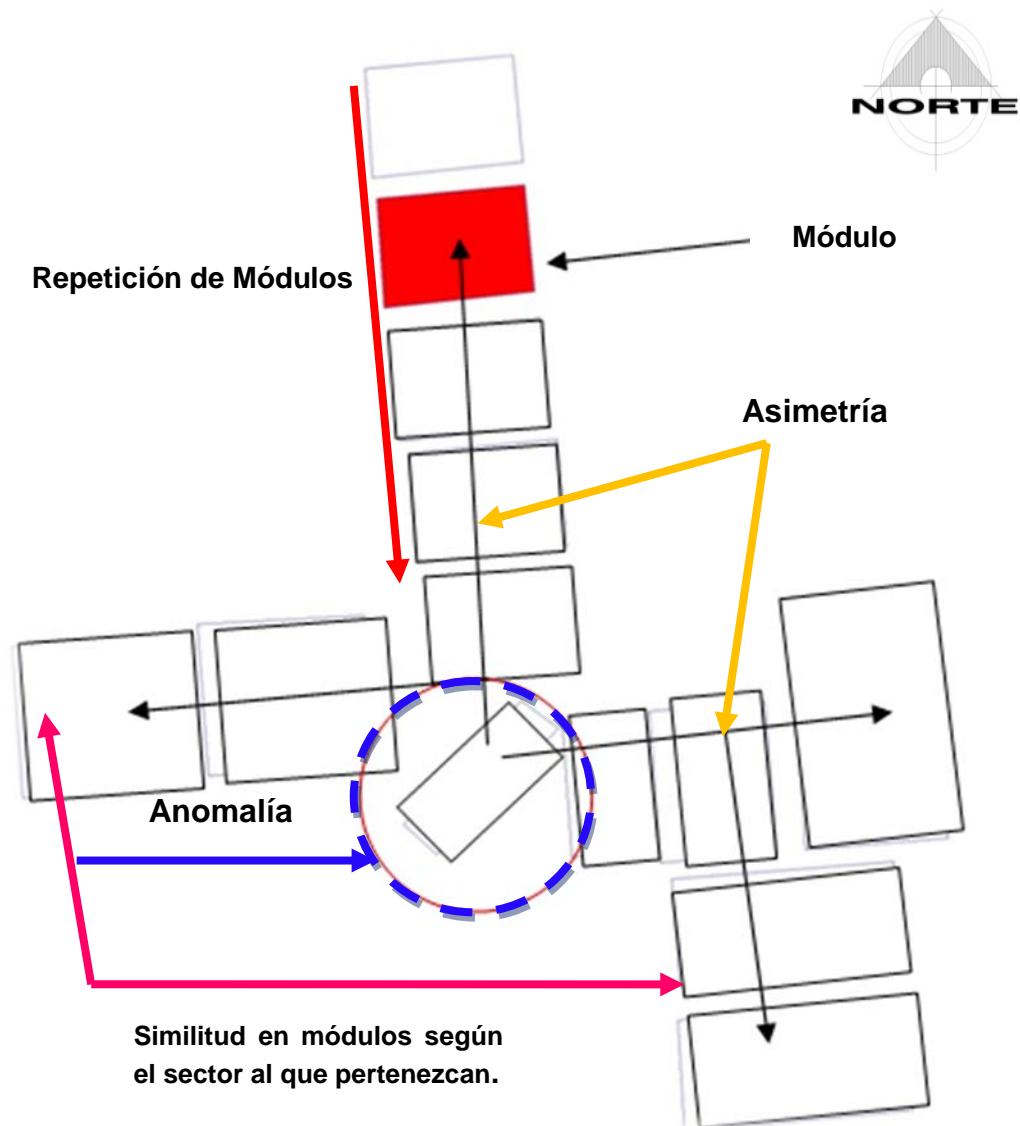 NORTE
Módulo
Repetición de Módulos
Asimetría
Anomalía
Similitud en módulos según
el sector al que pertenezcan.